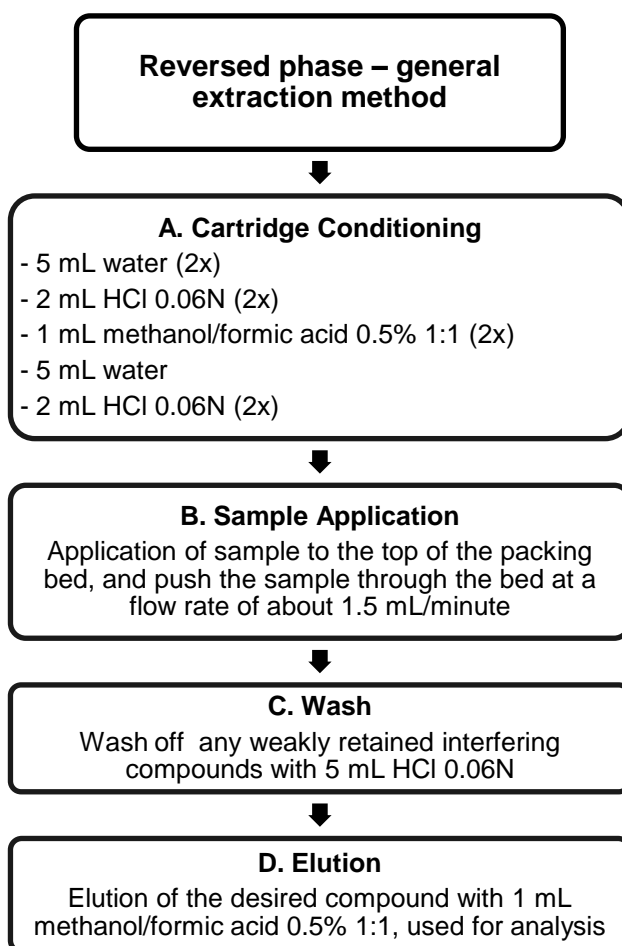 Reversed phase – general
extraction method
A. Cartridge Conditioning
- 5 mL water (2x)
- 2 mL HCl 0.06N (2x)
- 1 mL methanol/formic acid 0.5% 1:1 (2x)
- 5 mL water
- 2 mL HCl 0.06N (2x)
B. Sample Application
Application of sample to the top of the packing
bed, and push the sample through the bed at a
flow rate of about 1.5 mL/minute
C. Wash
Wash off any weakly retained interfering
compounds with 5 mL HCl 0.06N
D. Elution
Elution of the desired compound with 1 mL
methanol/formic acid 0.5% 1:1, used for analysis